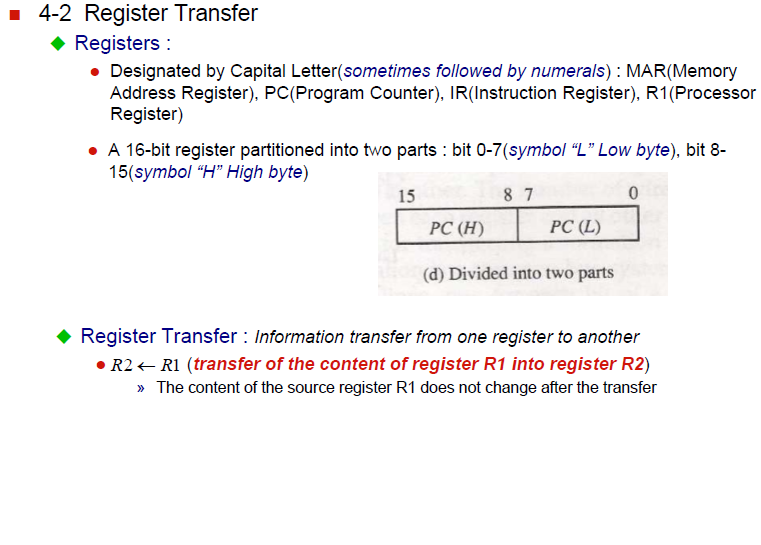 4-2 Register Transfer
Registers :
Designated by Capital Letter(sometimes followed by numerals) : MAR(Memory
Address Register), PC(Program Counter), IR(Instruction Register), R1(Processor
Register)
A 16-bit register partitioned into two parts : bit 0-7(symbol “L” Low byte), bit 8-
15(symbol “H” High byte)
15 8 7 0
PC (H) PC (L)
(d) Divided into two parts
Register Transfer : Information transfer from one register to another
R2 ← R1 (transfer of the content of register R1 into register R2)
» The content of the source register R1 does not change after the transfer